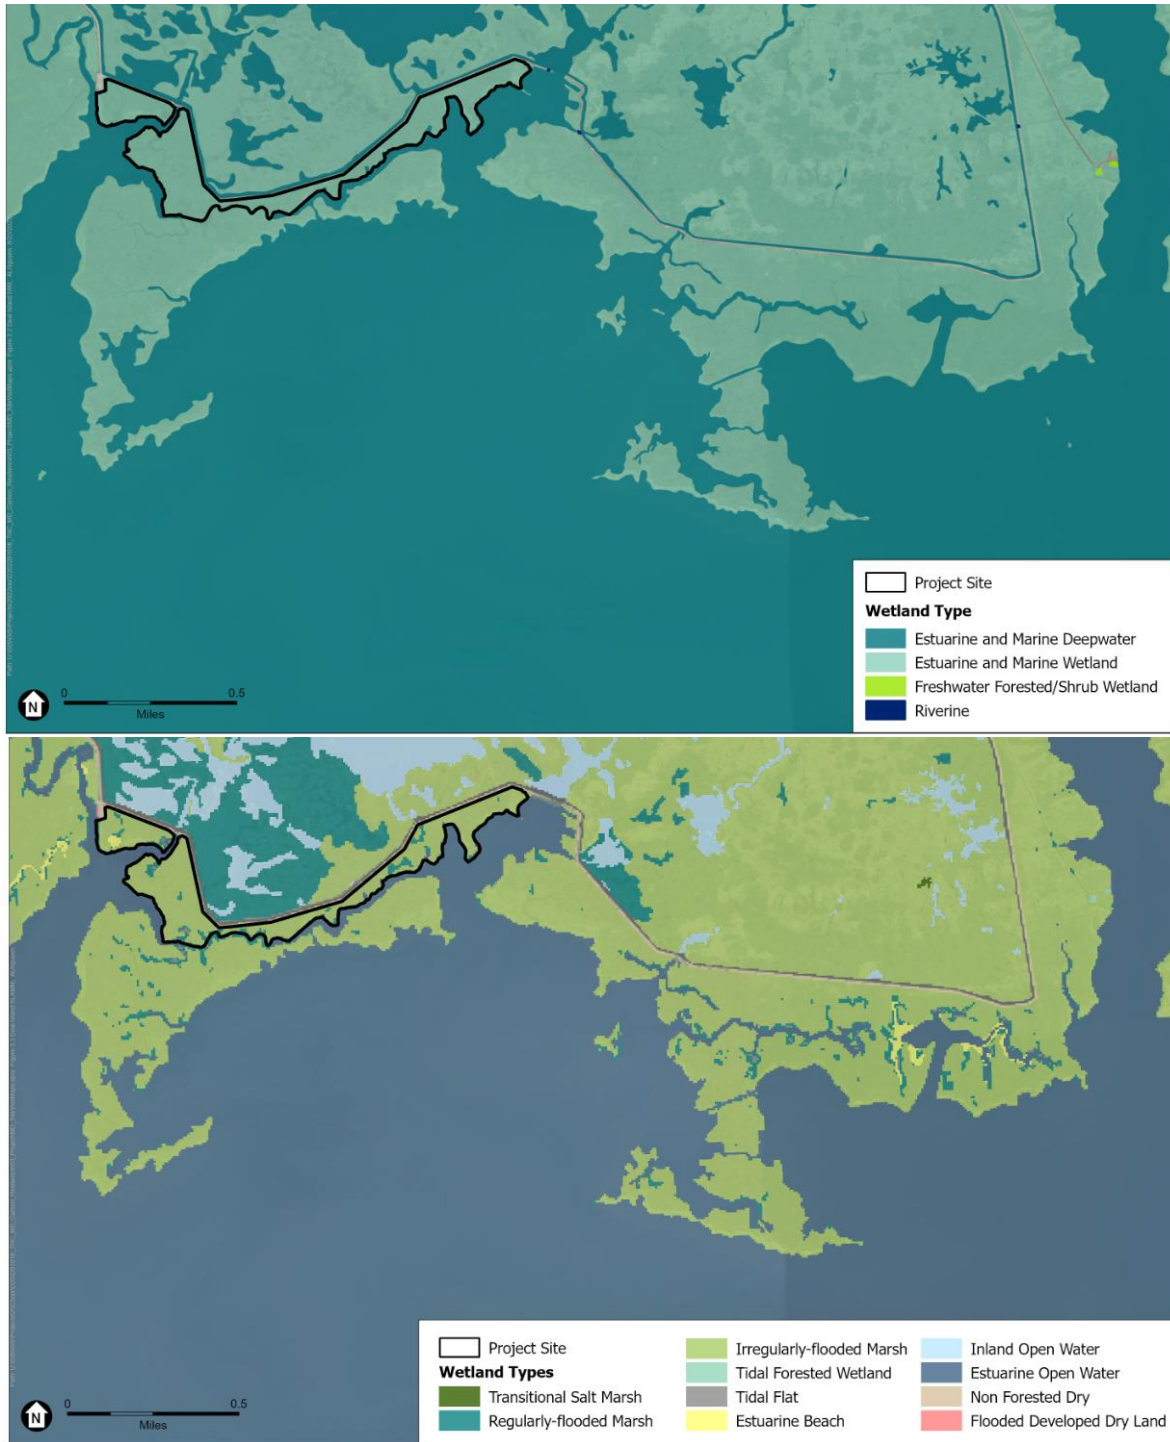 Project Site
Wetland Type
Estuarine and Marine Deepwater
Estuarine and Marine Wetland
Freshwater Forested/Shrub Wetland
Riverine
N
0 0.5
Miles
Project Site
Wetland Types
Transitional Salt Marsh
Regularly-flooded Marsh
Irregularly-flooded Marsh
Tidal Forested Wetland
Tidal Flat
Estuarine Beach
Inland Open Water
Estuarine Open Water
Non Forested Dry
Flooded Developed Dry Land
N
0 0.5
Miles